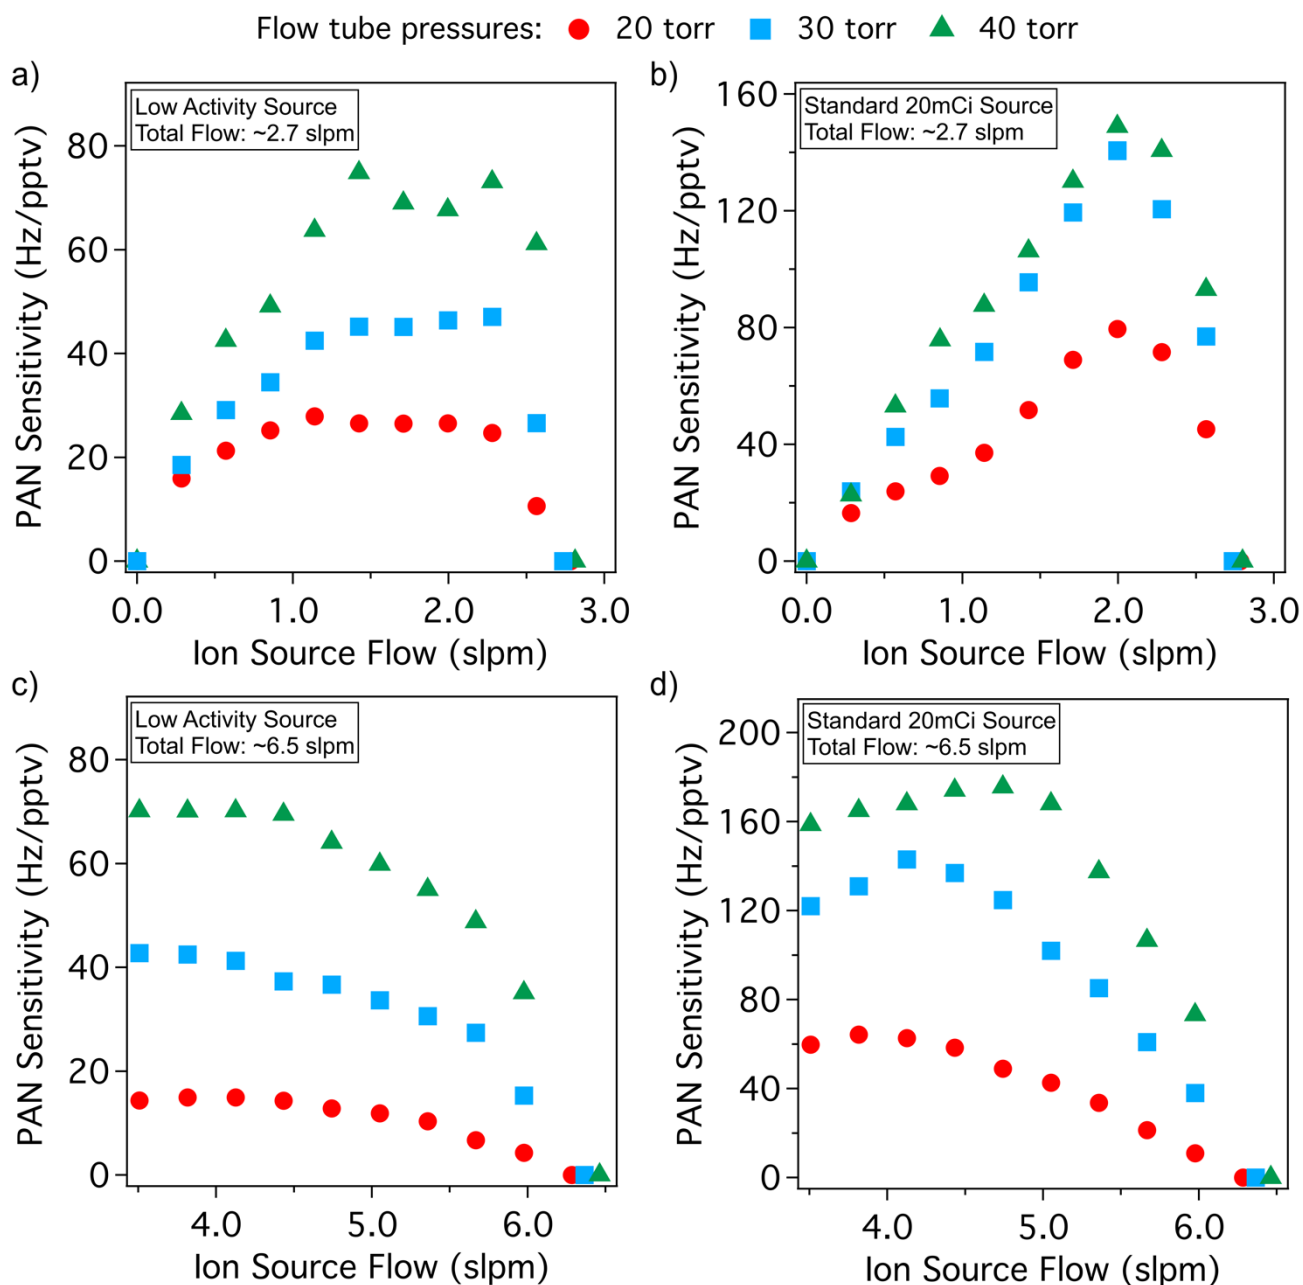 Flow tube pressures: 20 torr 30 torr 40 torr
a)
Low Activity Source
Total Flow: ~2.7 slpm
PAN Sensitivity (Hz/pptv)
80
60
40
20
0
0.0 1.0 2.0 3.0
Ion Source Flow (slpm)
b)
Standard 20mCi Source
Total Flow: ~2.7 slpm
PAN Sensitivity (Hz/pptv)
160
120
80
40
0
0.0 1.0 2.0 3.0
Ion Source Flow (slpm)
c)
Low Activity Source
Total Flow: ~6.5 slpm
PAN Sensitivity (Hz/pptv)
80
60
40
20
0
4.0 5.0 6.0
Ion Source Flow (slpm)
d)
Standard 20mCi Source
Total Flow: ~6.5 slpm
PAN Sensitivity (Hz/pptv)
200
160
120
80
40
0
4.0 5.0 6.0
Ion Source Flow (slpm)